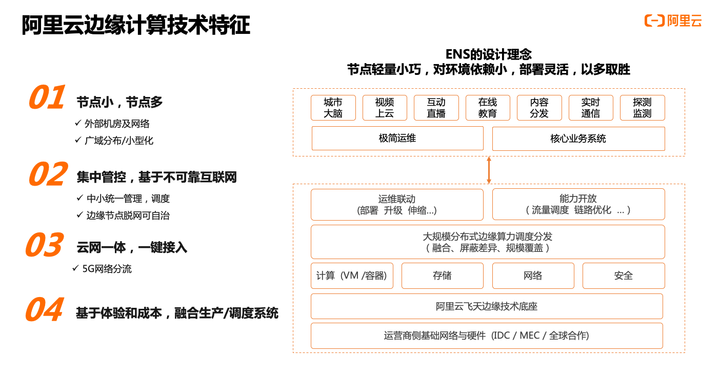 阿里云边缘计算技术特征
阿里云
01
节点小，节点多
✓ 外部机房及网络
✓ 广域分布/小型化
02
集中管控，基于不可靠互联网
✓ 中小统一管理，调度
✓ 边缘节点脱网可自治
03
云网一体，一键接入
✓ 5G网络分流
04
基于体验和成本，融合生产/调度系统
ENS的设计理念
节点轻量小巧，对环境依赖小，部署灵活，以多取胜
城市
大脑
视频
上云
互动
直播
在线
教育
内容
分发
实时
通信
探测
监测
极简运维
核心业务系统
运维联动
(部署 升级 伸缩...)
能力开放
（ 流量调度 链路优化 ... ）
大规模分布式边缘算力调度分发
（ 融合、屏蔽差异、规模覆盖 ）
计算 (VM /容器)
存储
网络
安全
阿里云飞天边缘技术底座
运营商侧基础网络与硬件 (IDC / MEC / 全球合作)